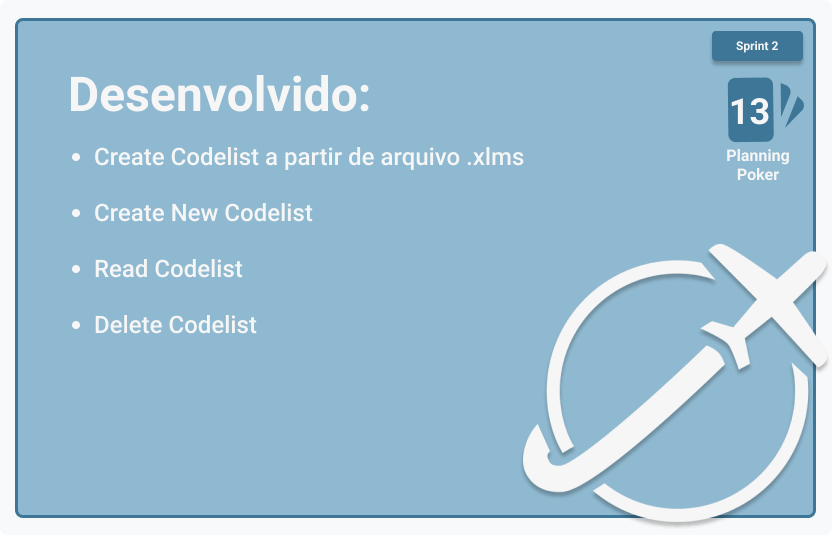 Sprint 2
Desenvolvido:
13
Planning
Poker
• Create Codelist a partir de arquivo .xlms
• Create New Codelist
• Read Codelist
• Delete Codelist